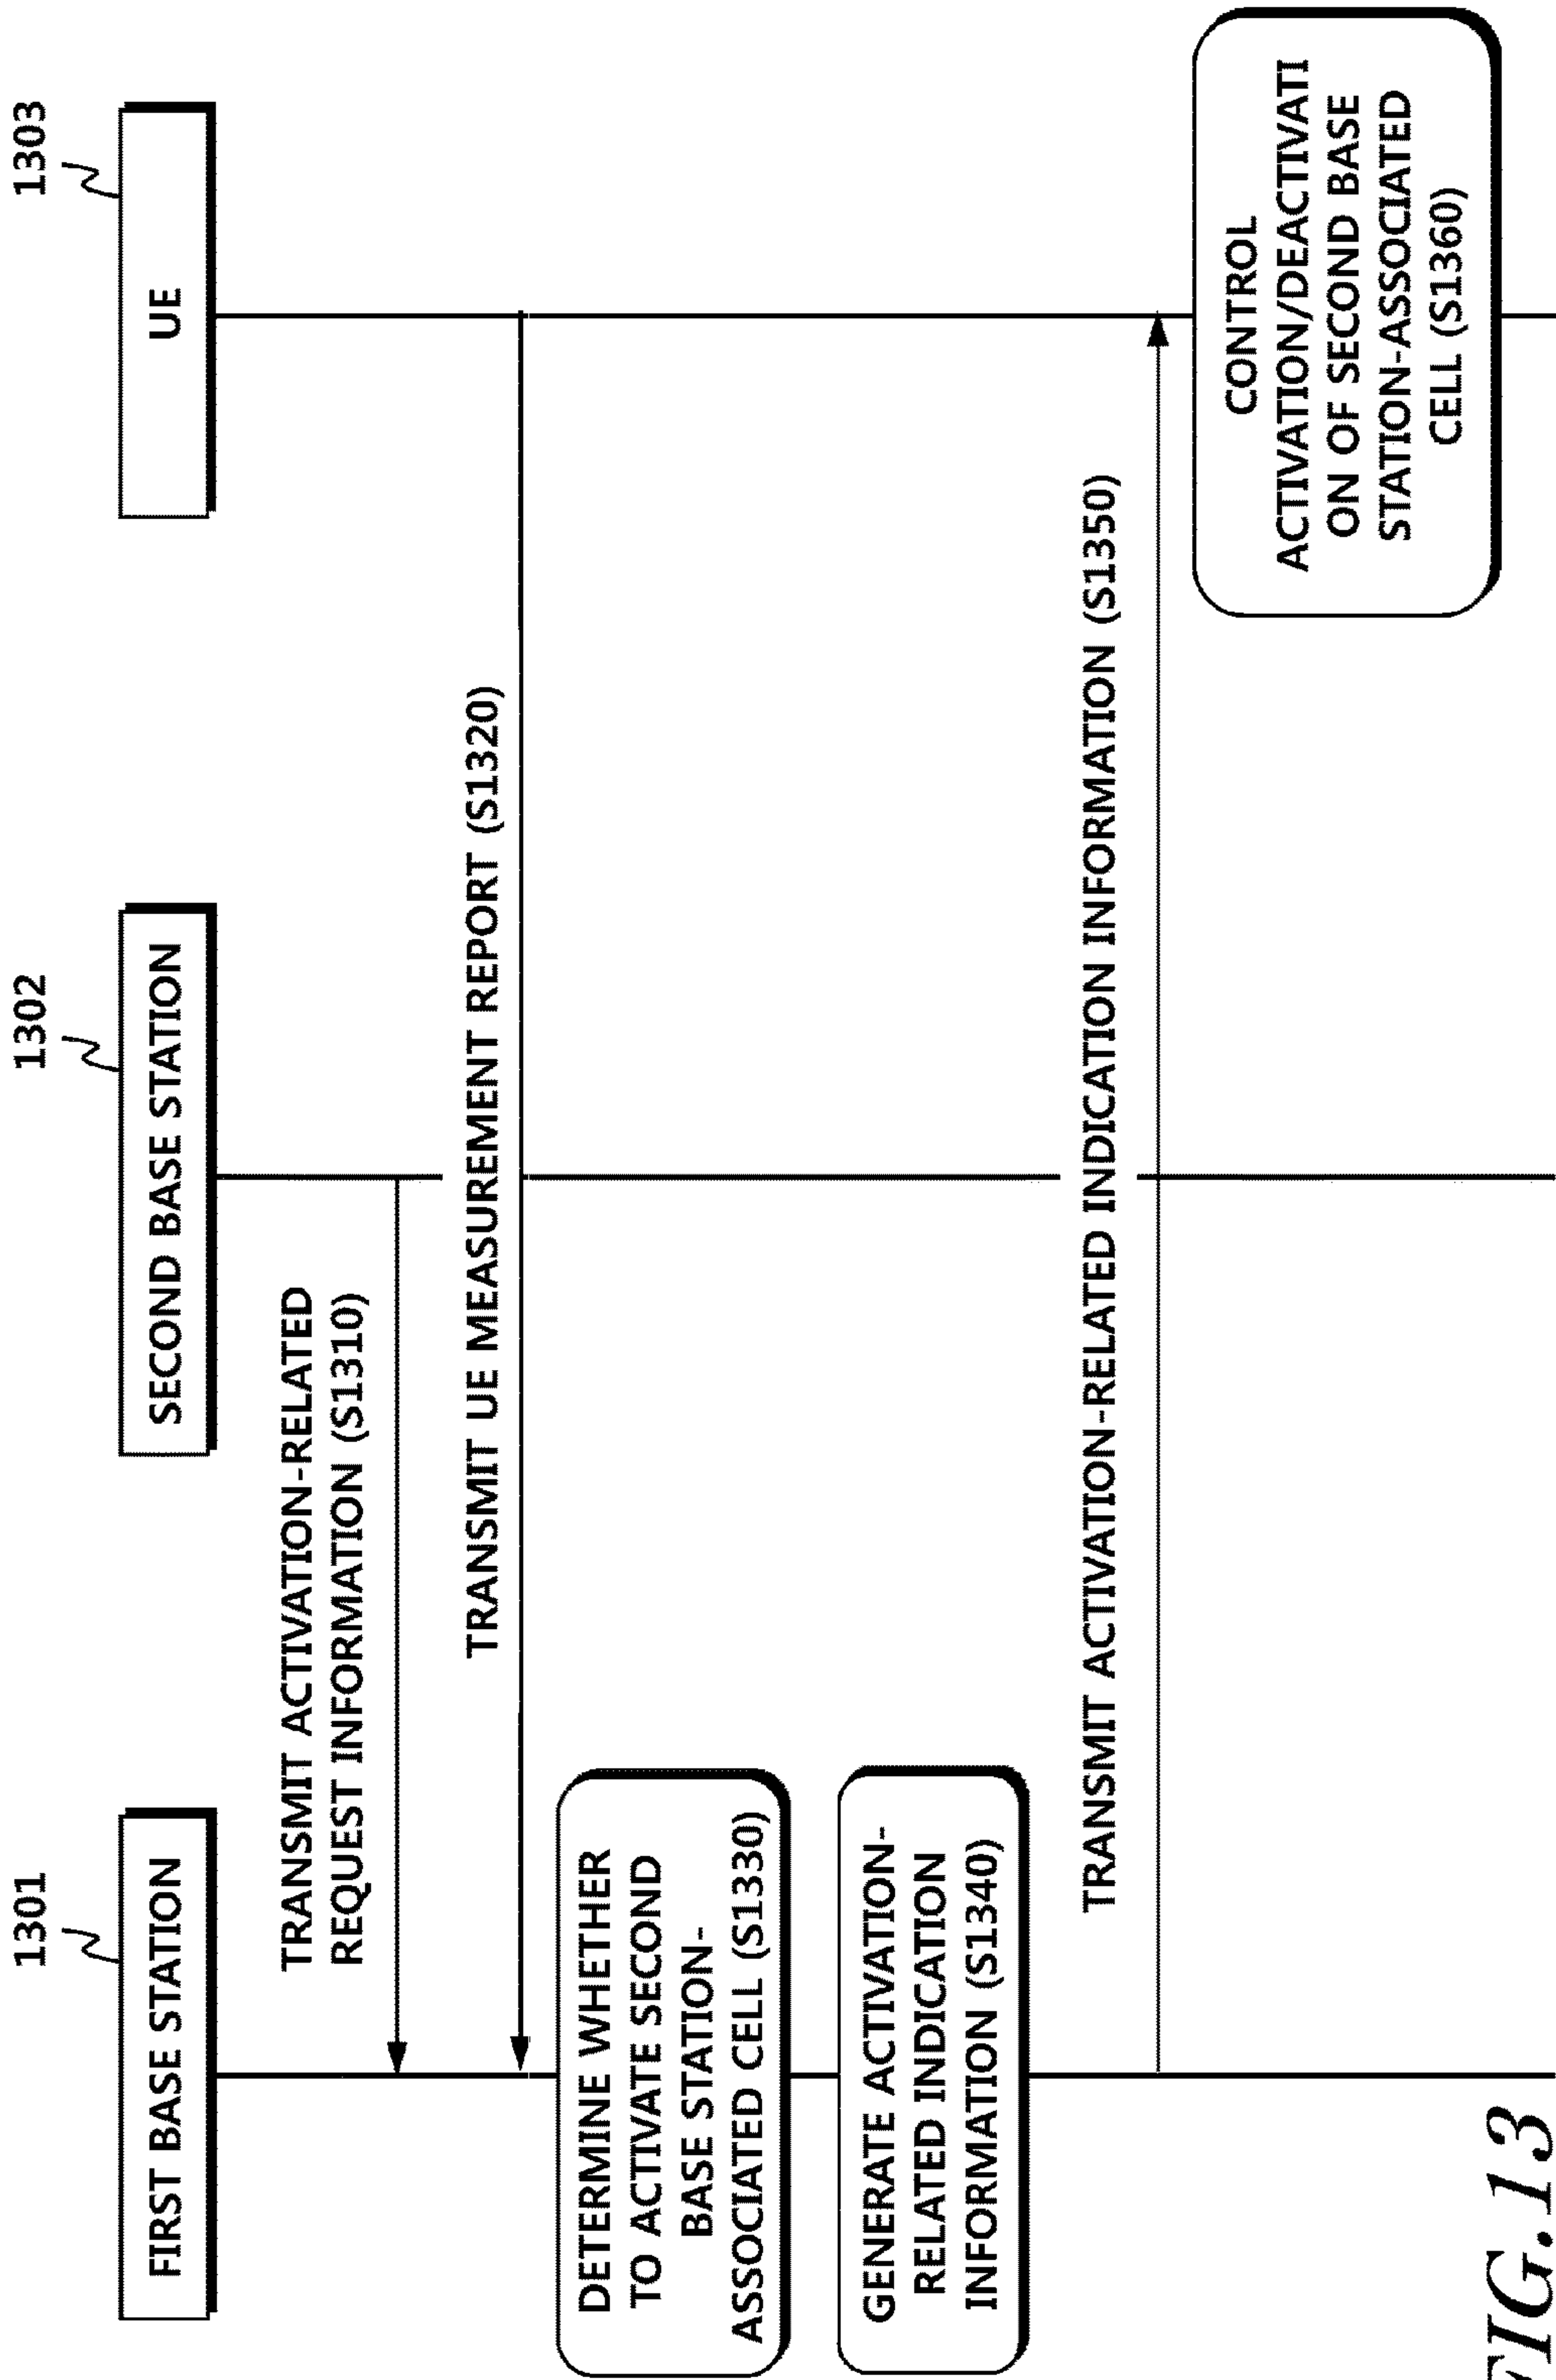 1301
1302
1303
FIRST BASE STATION
SECOND BASE STATION
UE
TRANSMIT ACTIVATION-RELATED
REQUEST INFORMATION (S1310)
TRANSMIT UE MEASUREMENT REPORT (S1320)
DETERMINE WHETHER
TO ACTIVATE SECOND
BASE STATION-
ASSOCIATED CELL (S1330)
GENERATE ACTIVATION-
RELATED INDICATION
INFORMATION (S1340)
TRANSMIT ACTIVATION-RELATED INDICATION INFORMATION (S1350)
CONTROL
ACTIVATION/DEACTIVATI
ON OF SECOND BASE
STATION-ASSOCIATED
CELL (S1360)
FIG.13